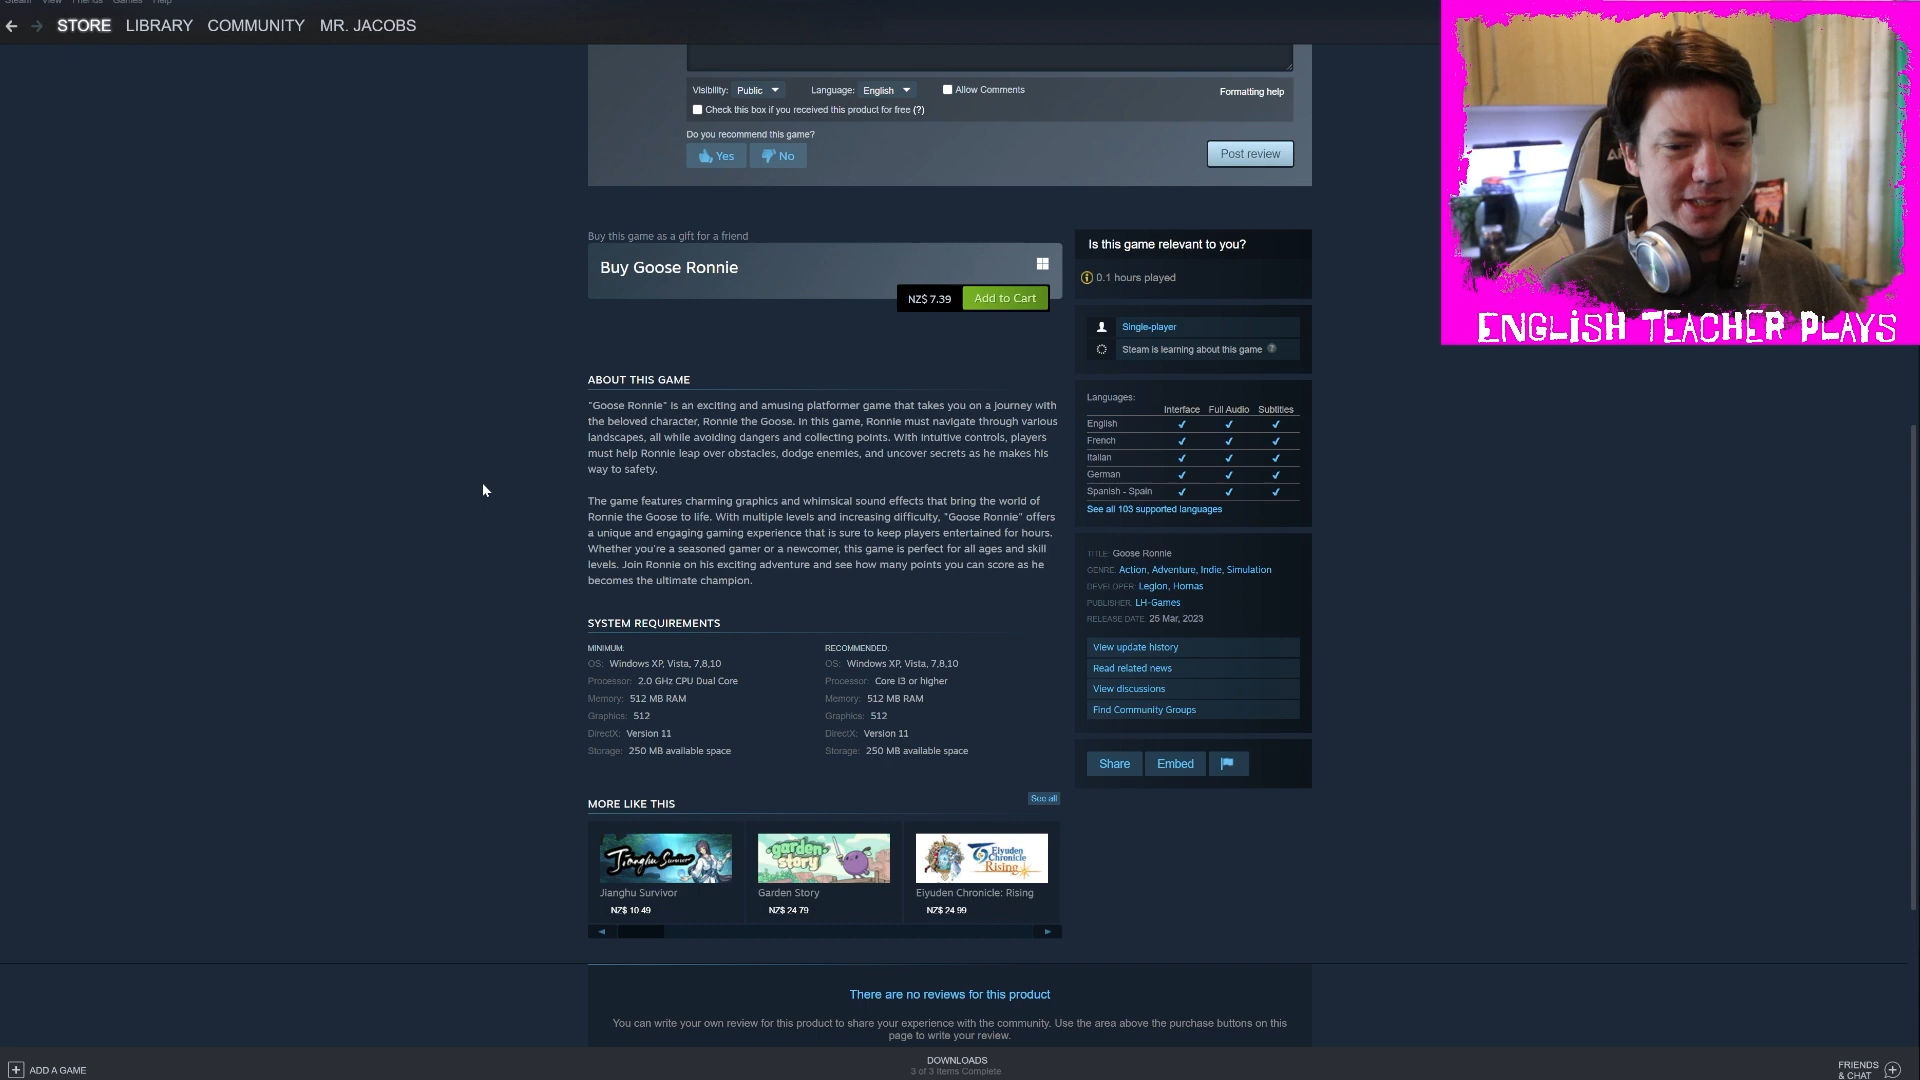 Steam View Friends Games Help
STORE LIBRARY COMMUNITY MR. JACOBS
Visibility: Public Language: English Allow Comments Formatting help
Check this box if you received this product for free (?)
Do you recommend this game?
Yes No Post review
Buy this game as a gift for a friend
Buy Goose Ronnie
NZ$ 7.39 Add to Cart
ABOUT THIS GAME
"Goose Ronnie" is an exciting and amusing platformer game that takes you on a journey with
the beloved character, Ronnie the Goose. In this game, Ronnie must navigate through various
landscapes, all while avoiding dangers and collecting points. With intuitive controls, players
must help Ronnie leap over obstacles, dodge enemies, and uncover secrets as he makes his
way to safety.
The game features charming graphics and whimsical sound effects that bring the world of
Ronnie the Goose to life. With multiple levels and increasing difficulty, "Goose Ronnie" offers
a unique and engaging gaming experience that is sure to keep players entertained for hours.
Whether you're a seasoned gamer or a newcomer, this game is perfect for all ages and skill
levels. Join Ronnie on his exciting adventure and see how many points you can score as he
becomes the ultimate champion.
SYSTEM REQUIREMENTS
MINIMUM:
OS: Windows XP, Vista, 7,8,10
Processor: 2.0 GHz CPU Dual Core
Memory: 512 MB RAM
Graphics: 512
DirectX: Version 11
Storage: 250 MB available space
RECOMMENDED:
OS: Windows XP, Vista, 7,8,10
Processor: Core i3 or higher
Memory: 512 MB RAM
Graphics: 512
DirectX: Version 11
Storage: 250 MB available space
MORE LIKE THIS
See all
Jianghu Survivor
garden story
Eiyuden Chronicle Rising
Jianghu Survivor
NZ$ 10.49
Garden Story
NZ$ 24.79
Eiyuden Chronicle: Rising
NZ$ 24.99
Is this game relevant to you?
0.1 hours played
Single-player
Steam is learning about this game ?
Languages:
Interface Full Audio Subtitles
English
French
Italian
German
Spanish - Spain
See all 103 supported languages
TITLE: Goose Ronnie
GENRE: Action, Adventure, Indie, Simulation
DEVELOPER: Legion, Hornas
PUBLISHER: LH-Games
RELEASE DATE: 25 Mar, 2023
View update history
Read related news
View discussions
Find Community Groups
Share Embed
There are no reviews for this product
You can write your own review for this product to share your experience with the community. Use the area above the purchase buttons on this
page to write your review.
ADD A GAME
DOWNLOADS
3 of 3 Items Complete
FRIENDS
& CHAT
ENGLISH TEACHER PLAYS